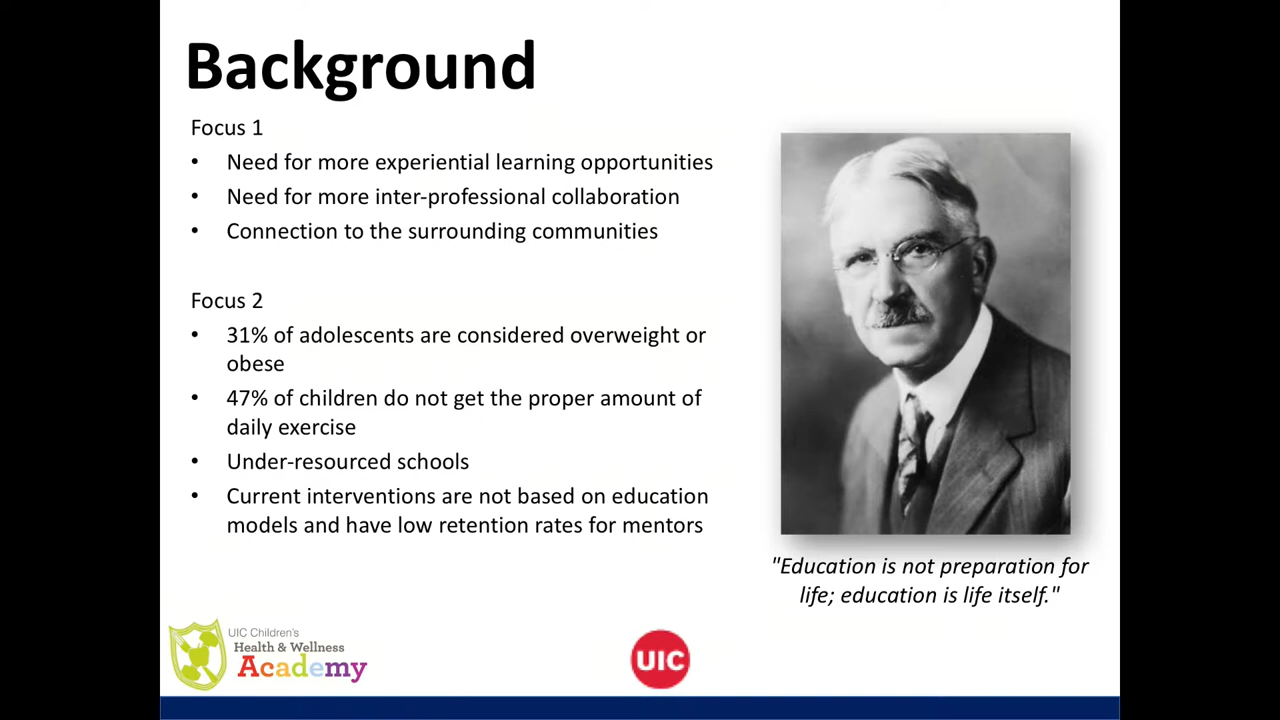 Background
Focus 1
• Need for more experiential learning opportunities
• Need for more inter-professional collaboration
• Connection to the surrounding communities
Focus 2
• 31% of adolescents are considered overweight or
obese
• 47% of children do not get the proper amount of
daily exercise
• Under-resourced schools
• Current interventions are not based on education
models and have low retention rates for mentors
"Education is not preparation for
life; education is life itself."
UIC Children's
Health & Wellness
Academy
UIC